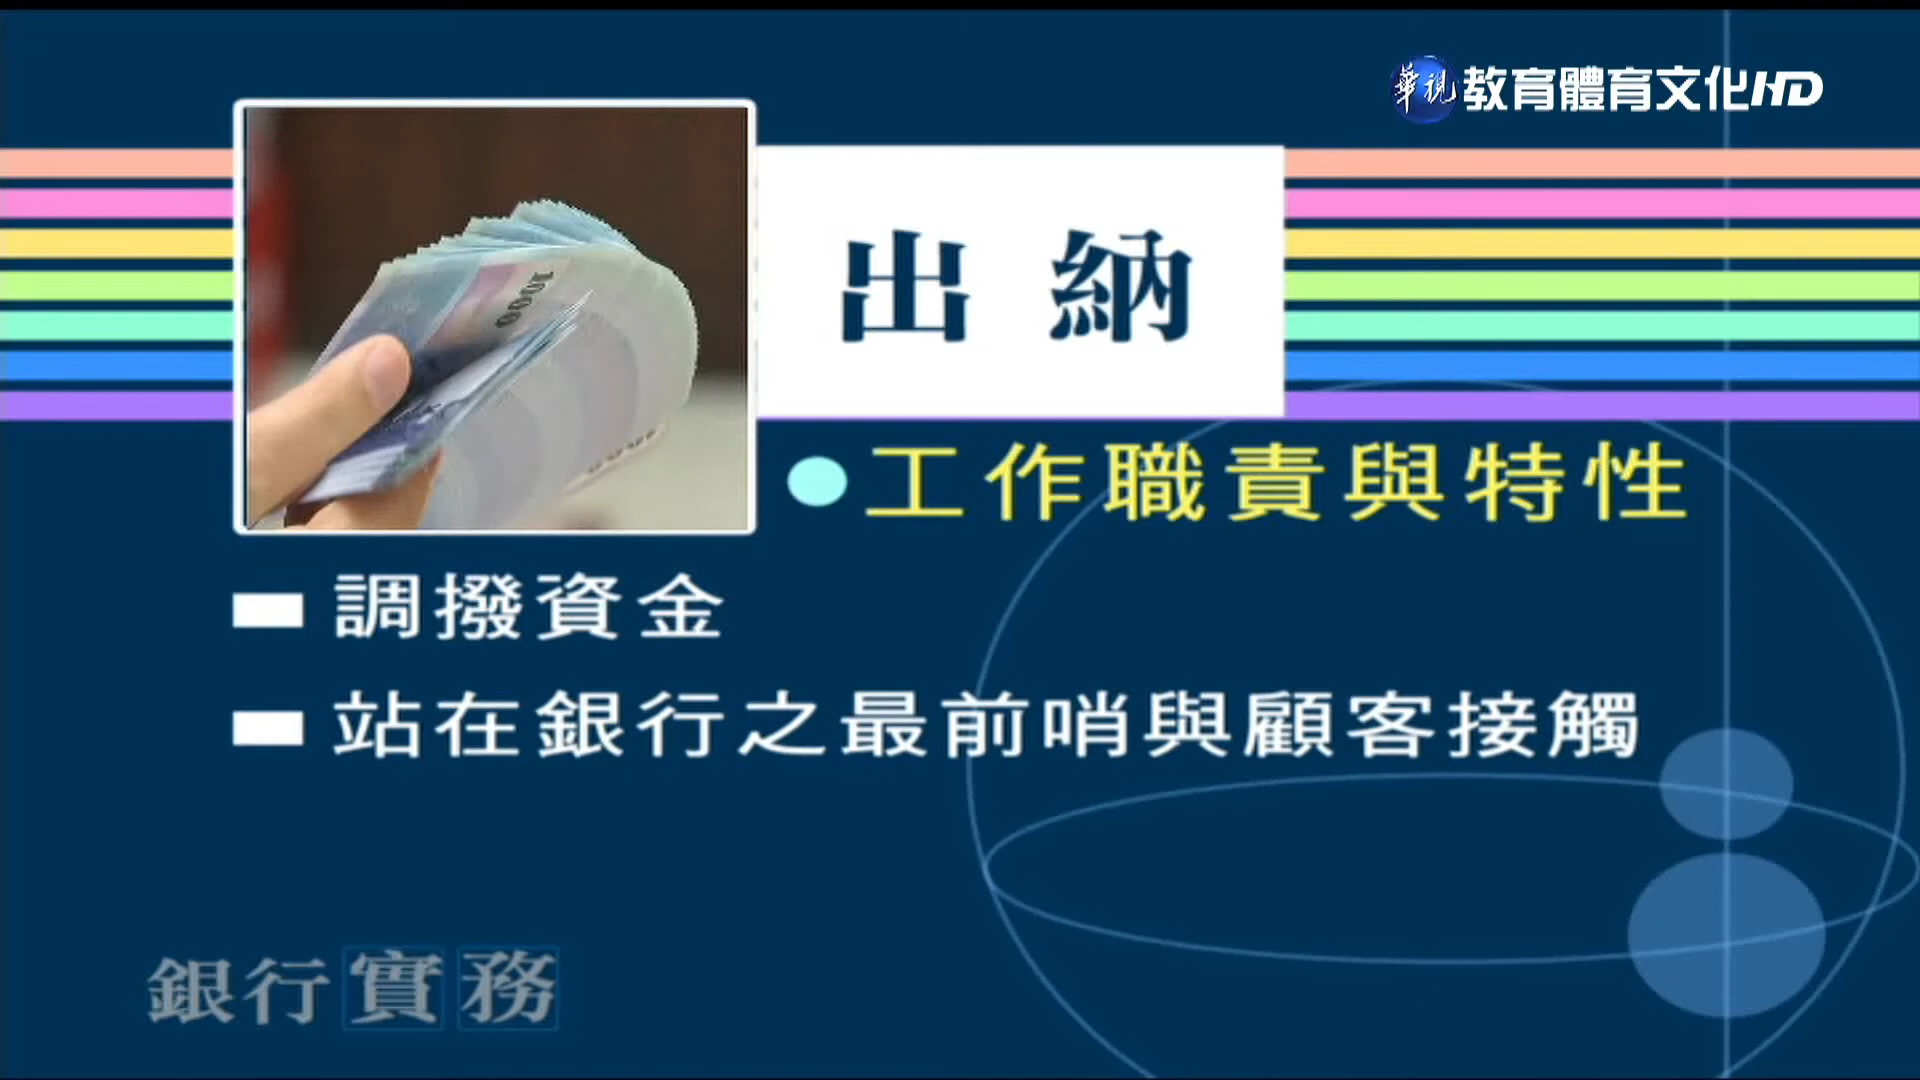 華視 教育體育文化HD
1000
出納
工作職責與特性
調撥資金
站在銀行之最前哨與顧客接觸
銀行實務